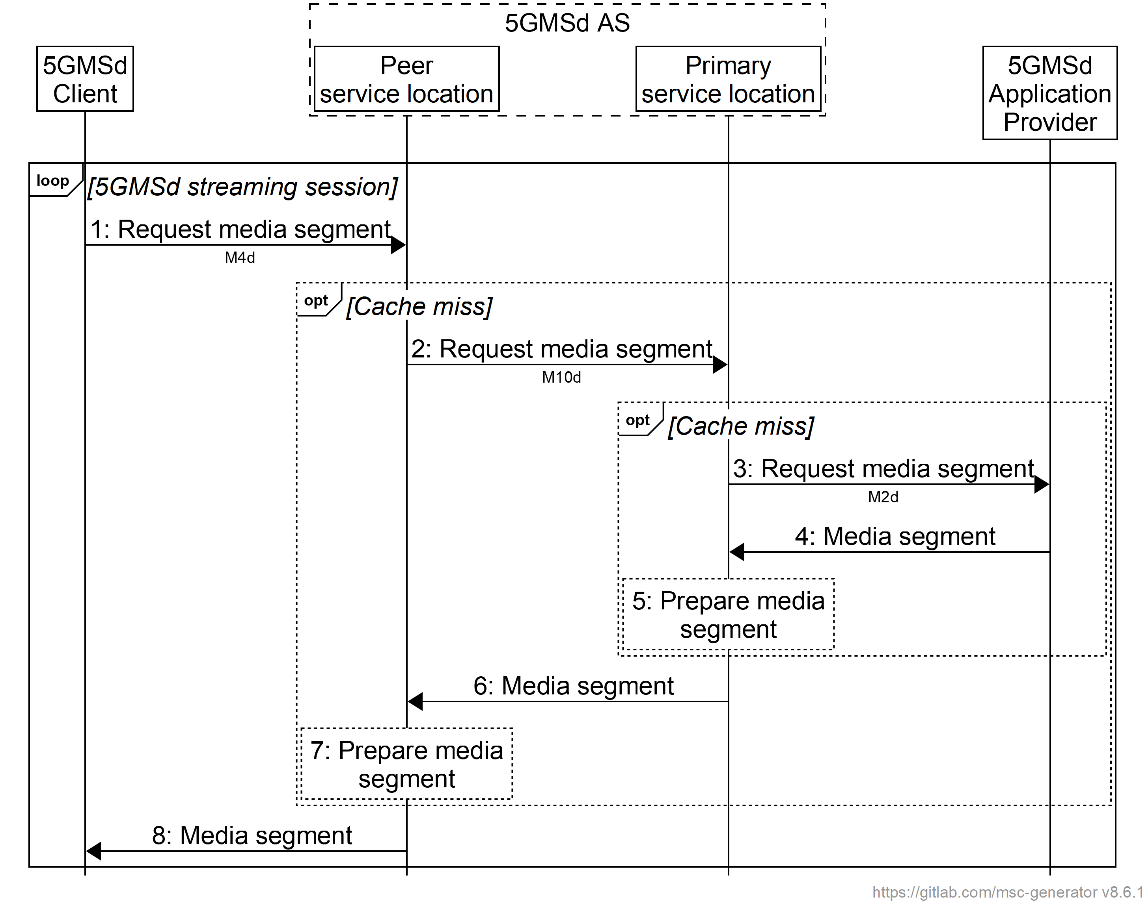 5GMSd AS
5GMSd
Client
Peer
service location
Primary
service location
5GMSd
Application
Provider
loop
[5GMSd streaming session]
1: Request media segment
M4d
opt
[Cache miss]
2: Request media segment
M10d
opt
[Cache miss]
3: Request media segment
M2d
4: Media segment
5: Prepare media
segment
6: Media segment
7: Prepare media
segment
8: Media segment
https://gitlab.com/msc-generator v8.6.1